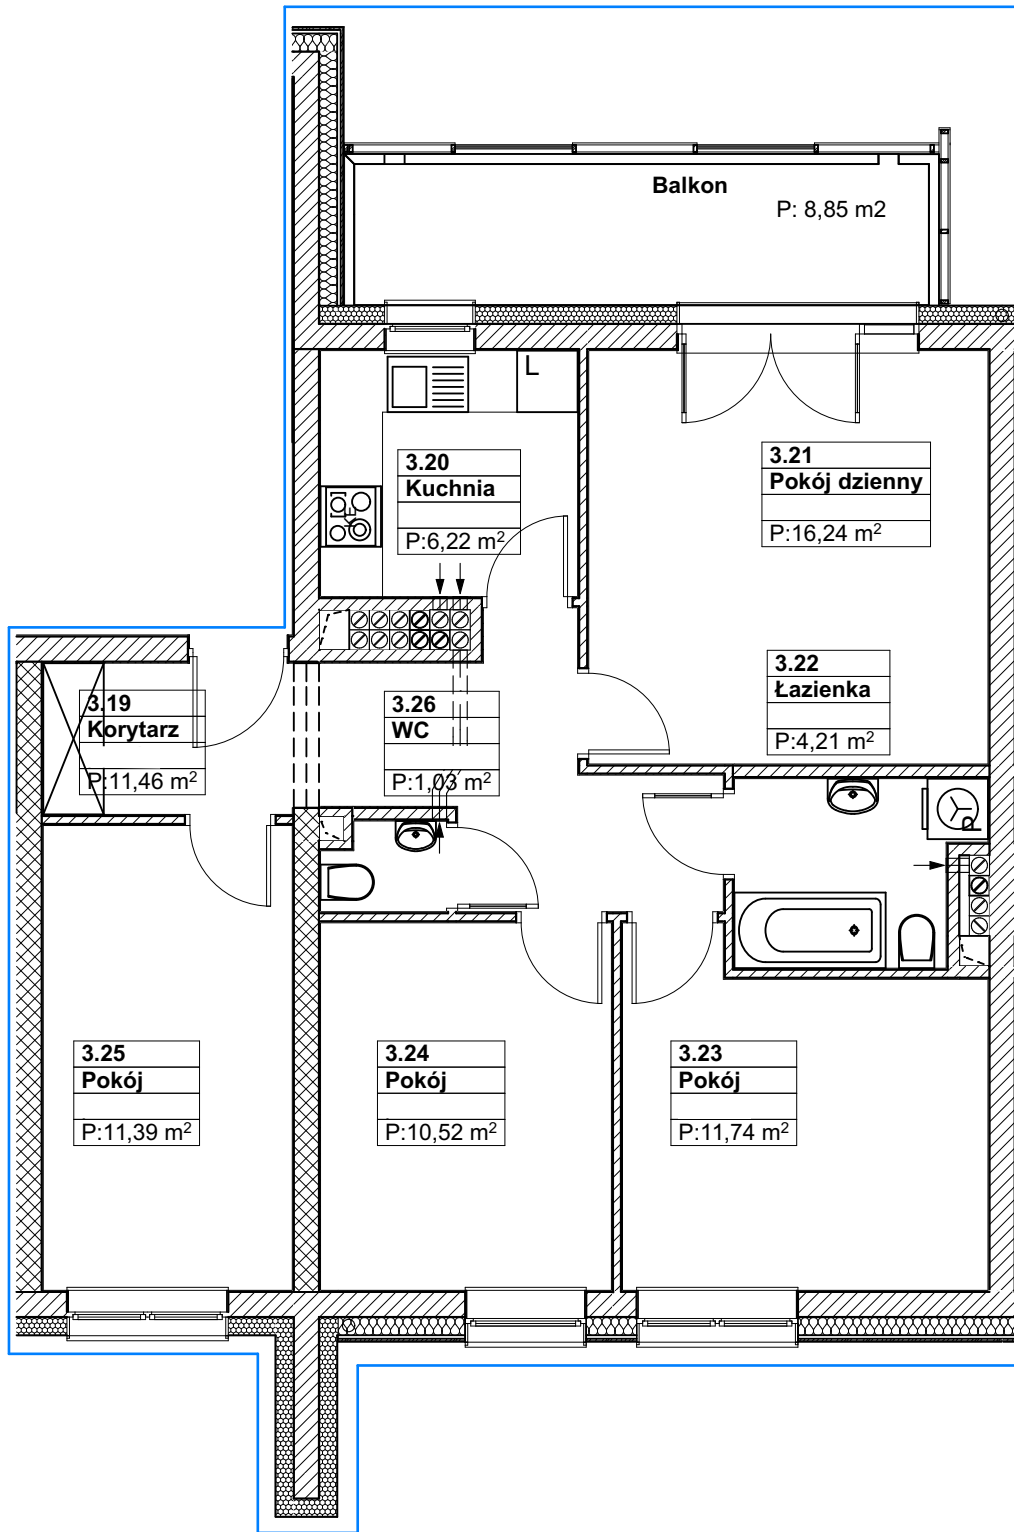 Balkon
P: 8,85 m2
L
3.20
Kuchnia
P:6,22 m²
3.21
Pokój dzienny
P:16,24 m²
3.22
Łazienka
P:4,21 m²
3.19
Korytarz
P:11,46 m²
3.26
WC
P:1,03 m²
P
3.25
Pokój
P:11,39 m²
3.24
Pokój
P:10,52 m²
3.23
Pokój
P:11,74 m²